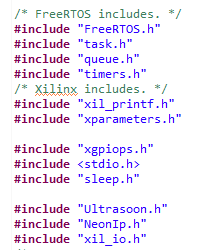 /* FreeRTOS includes. */
#include "FreeRTOS.h"
#include "task.h"
#include "queue.h"
#include "timers.h"
/* Xilinx includes. */
#include "xil_printf.h"
#include "xparameters.h"
#include "xgpiops.h"
#include <stdio.h>
#include "sleep.h"
#include "Ultrasoon.h"
#include "NeonIp.h"
#include "xil_io.h"